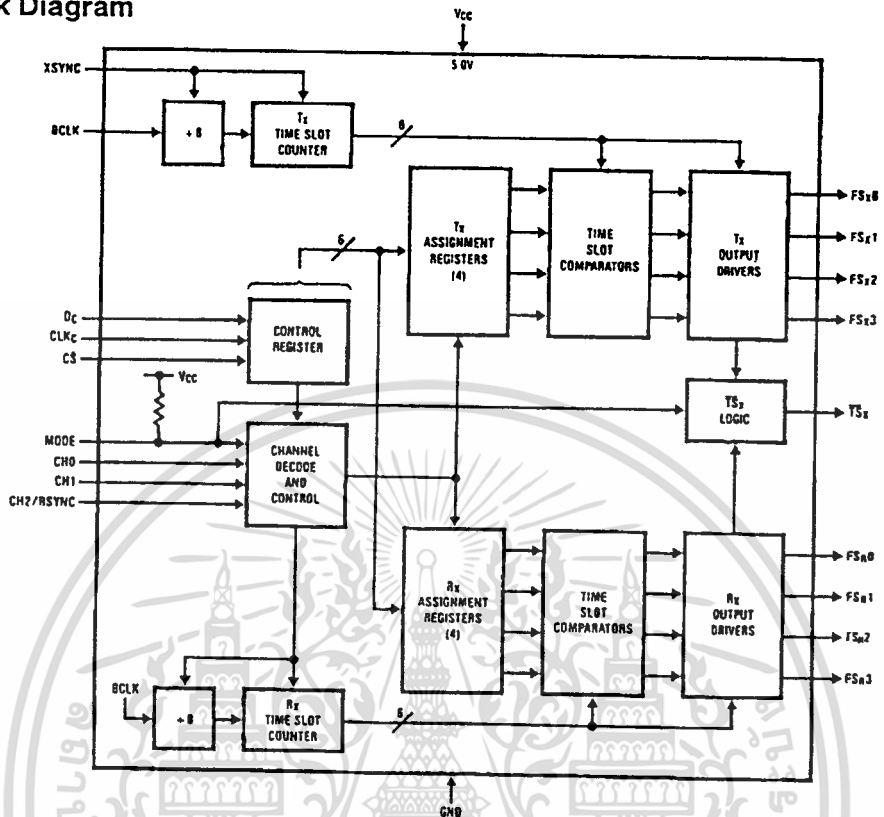 k Diagram
VCC
5.0V
XSYNC
BCLK
÷ 8
TX
TIME SLOT
COUNTER
6
TX
ASSIGNMENT
REGISTERS
(4)
TIME
SLOT
COMPARATORS
TX
OUTPUT
DRIVERS
FSX0
FSX1
FSX2
FSX3
6
DC
CLKC
CS
CONTROL
REGISTER
VCC
MODE
CH0
CH1
CH2/RSYNC
CHANNEL
DECODE
AND
CONTROL
TSX
LOGIC
TSX
RX
ASSIGNMENT
REGISTERS
(4)
TIME
SLOT
COMPARATORS
RX
OUTPUT
DRIVERS
FSR0
FSR1
FSR2
FSR3
BCLK
÷ 8
RX
TIME SLOT
COUNTER
6
GND